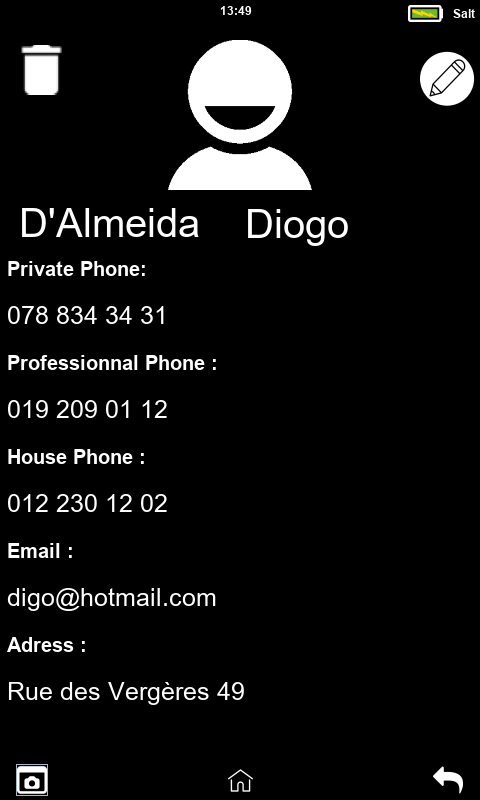 13:49 Salt
D'Almeida Diogo
Private Phone:
078 834 34 31
Professionnal Phone :
019 209 01 12
House Phone :
012 230 12 02
Email :
digo@hotmail.com
Adress :
Rue des Vergères 49